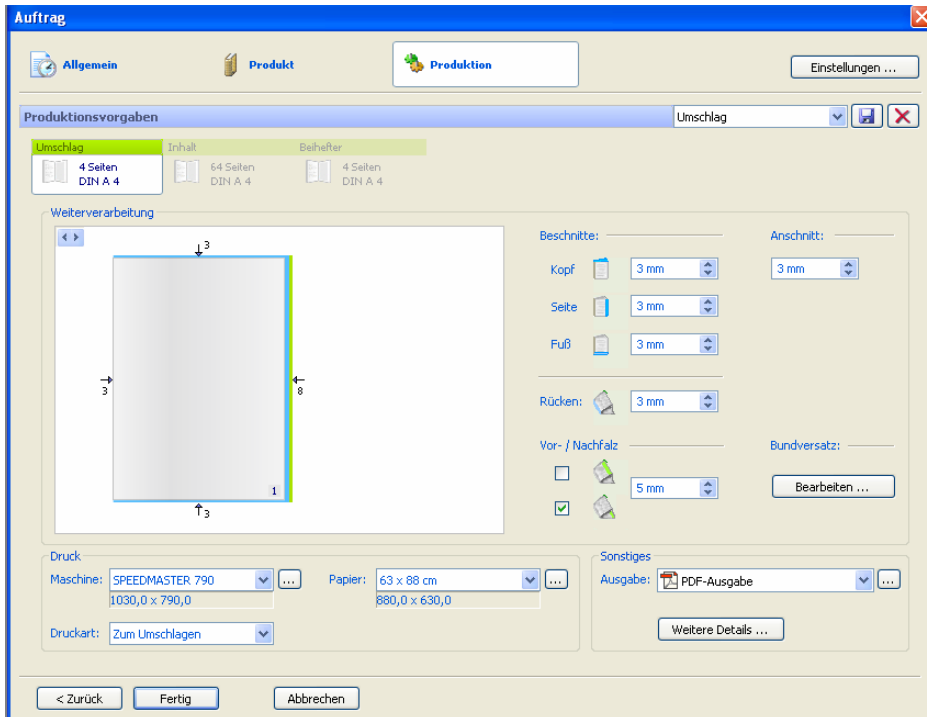 Auftrag
Allgemein
Produkt
Produktion
Einstellungen ...
Produktionsvorgaben
Umschlag
Umschlag
4 Seiten
DIN A 4
Inhalt
64 Seiten
DIN A 4
Beihefter
4 Seiten
DIN A 4
Weiterverarbeitung
3
3
8
1
3
Beschnitte:
Kopf
3 mm
Seite
3 mm
Fuß
3 mm
Rücken:
3 mm
Vor- / Nachfalz
5 mm
Anschnitt:
3 mm
Bundversatz:
Bearbeiten ...
Druck
Maschine:
SPEEDMASTER 790
...
1030,0 x 790,0
Papier:
63 x 88 cm
...
880,0 x 630,0
Druckart:
Zum Umschlagen
Sonstiges
Ausgabe:
PDF-Ausgabe
...
Weitere Details ...
< Zurück
Fertig
Abbrechen